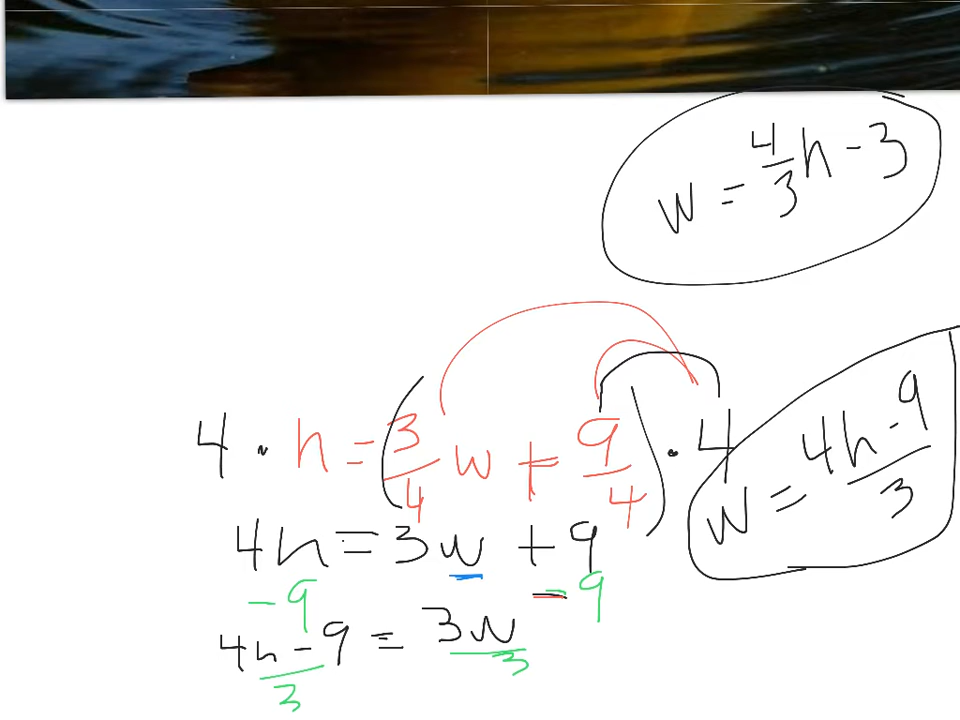 w = 4/3 h - 3
4 · h = (3/4 w + 9/4) · 4
w = 4h - 9 / 3
4h = 3w + 9
- 9 - 9
4h - 9 = 3w
3 3